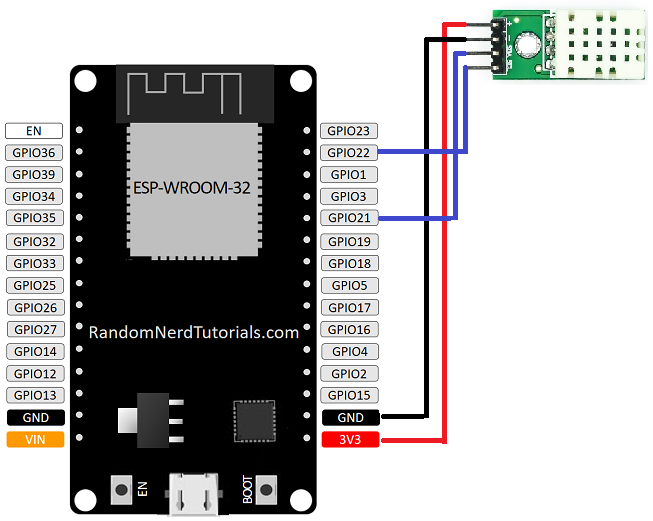 EN
GPIO36
GPIO39
GPIO34
GPIO35
GPIO32
GPIO33
GPIO25
GPIO26
GPIO27
GPIO14
GPIO12
GPIO13
GND
VIN
ESP-WROOM-32
RandomNerdTutorials.com
EN
BOOT
GPIO23
GPIO22
GPIO1
GPIO3
GPIO21
GPIO19
GPIO18
GPIO5
GPIO17
GPIO16
GPIO4
GPIO2
GPIO15
GND
3V3
+
-